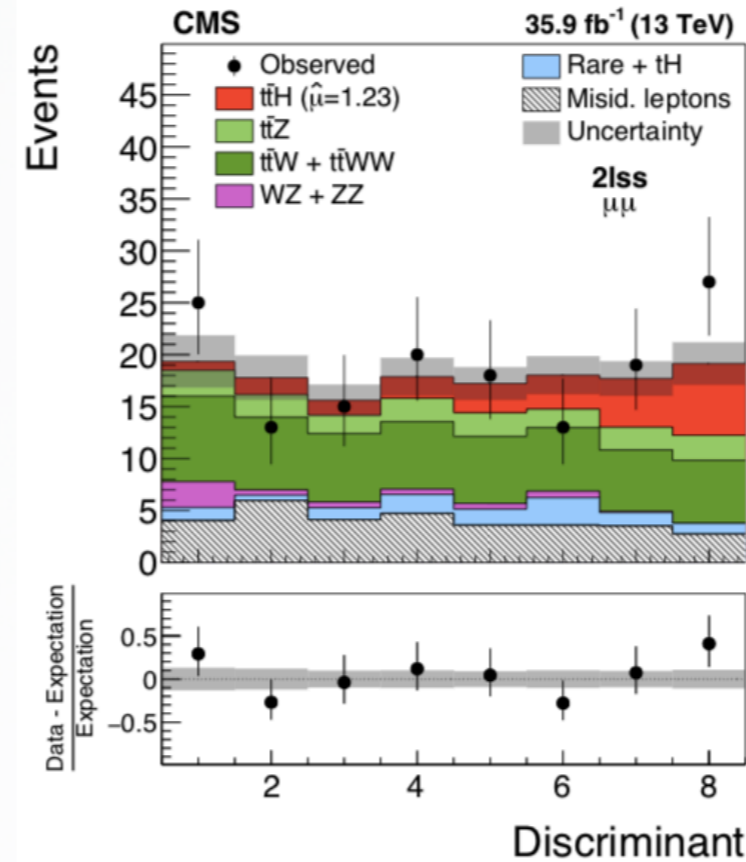 CMS 35.9 fb⁻¹ (13 TeV)
Events
Observed
tt̄H (μ̂=1.23)
tt̄Z
tt̄W + tt̄WW
WZ + ZZ
Rare + tH
Misid. leptons
Uncertainty
2lss
μμ
45
40
35
30
25
20
15
10
5
0
Data - Expectation
Expectation
0.5
0
−0.5
2 4 6 8
Discriminant